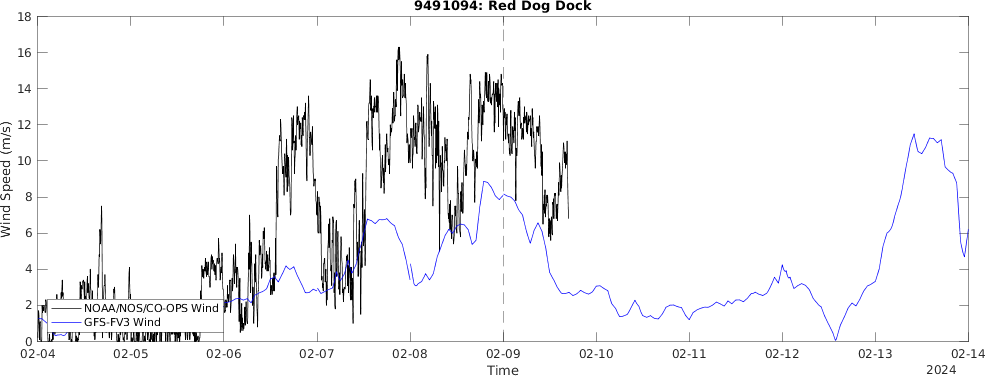 9491094: Red Dog Dock
18
16
14
12
10
8
6
4
2
0
Wind Speed (m/s)
NOAA/NOS/CO-OPS Wind
GFS-FV3 Wind
02-04 02-05 02-06 02-07 02-08 02-09 02-10 02-11 02-12 02-13 02-14
Time
2024